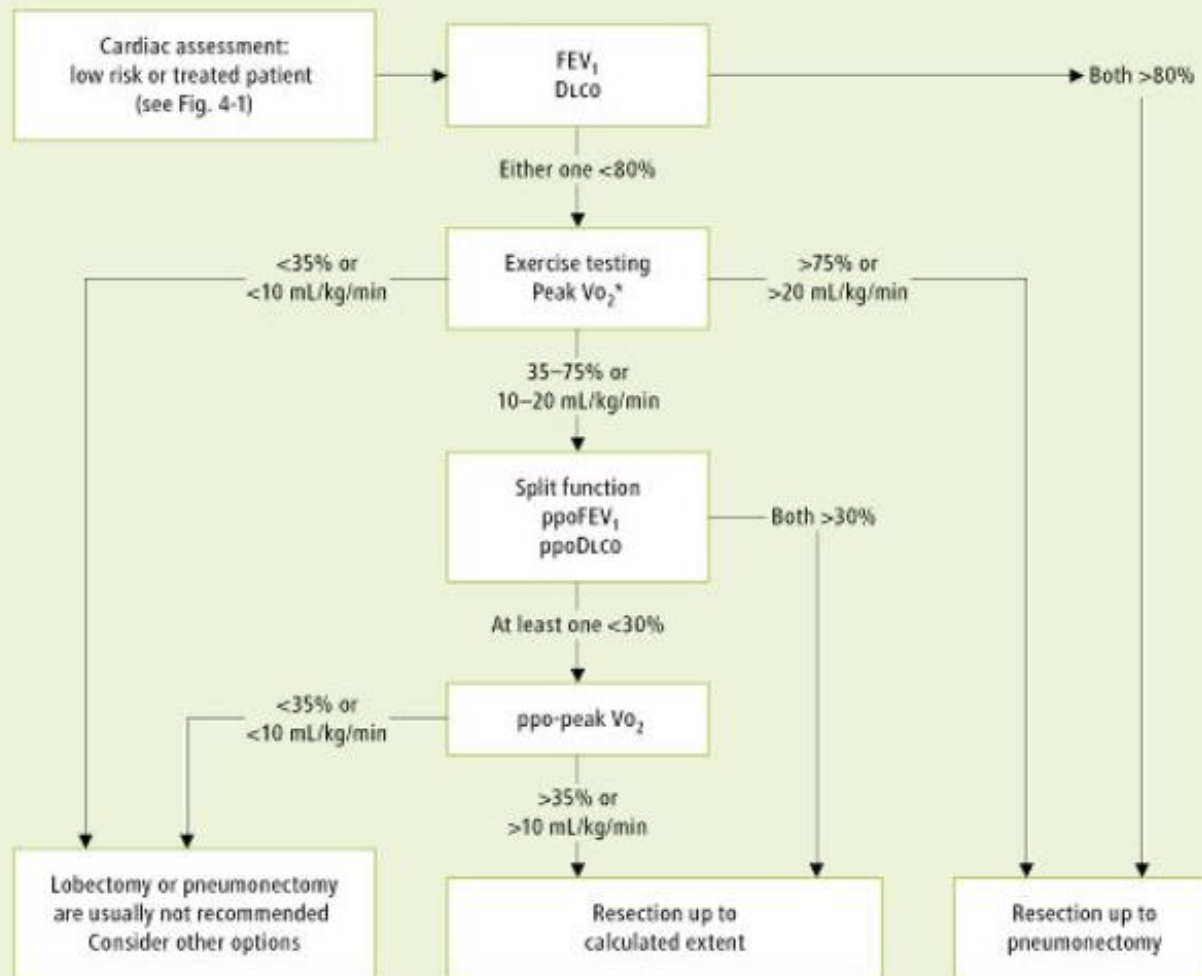 Cardiac assessment:
low risk or treated patient
(see Fig. 4-1)
FEV₁
DLCO
Both >80%
Either one <80%
<35% or
<10 mL/kg/min
Exercise testing
Peak VO₂*
>75% or
>20 mL/kg/min
35–75% or
10–20 mL/kg/min
Split function
ppoFEV₁
ppoDLCO
Both >30%
At least one <30%
<35% or
<10 mL/kg/min
ppo-peak VO₂
>35% or
>10 mL/kg/min
Lobectomy or pneumonectomy
are usually not recommended
Consider other options
Resection up to
calculated extent
Resection up to
pneumonectomy